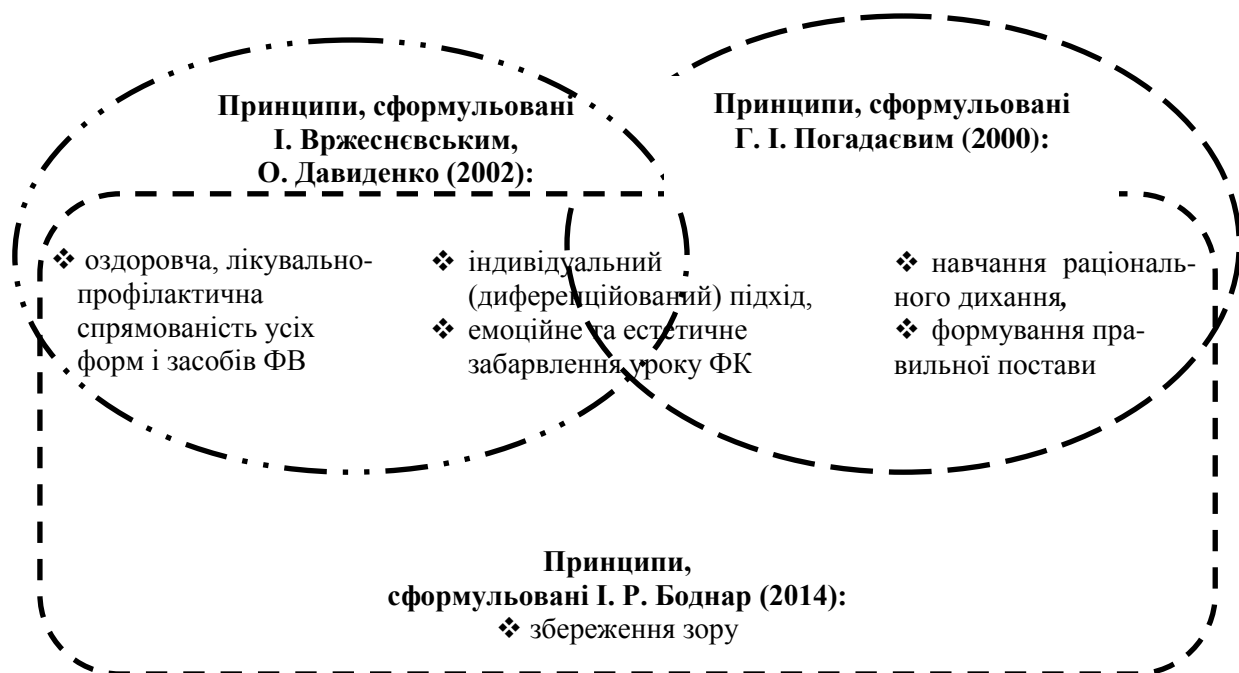 Принципи, сформульовані
І. Вржеснєвським,
О. Давиденко (2002):
Принципи, сформульовані
Г. І. Погадаєвим (2000):
❖ оздоровча, лікувально-
профілактична
спрямованість усіх
форм і засобів ФВ
❖ індивідуальний
(диференційований) підхід,
❖ емоційне та естетичне
забарвлення уроку ФК
❖ навчання раціональ-
ного дихання,
❖ формування пра-
вильної постави
Принципи,
сформульовані І. Р. Боднар (2014):
❖ збереження зору